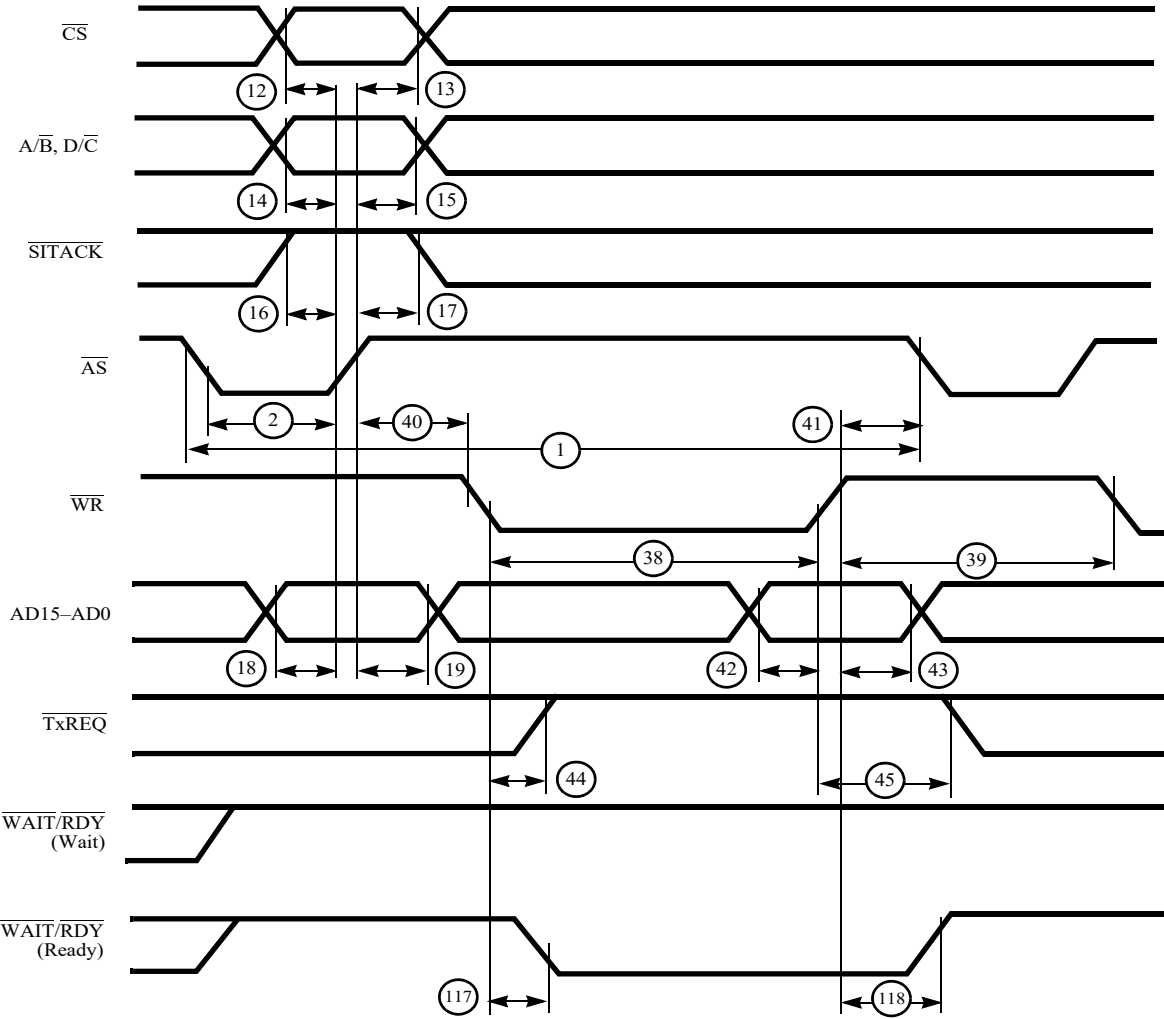 CS
12
13
A/B, D/C
14
15
SITACK
16
17
AS
2
40
41
1
WR
38
39
AD15–AD0
18
19
42
43
TxREQ
44
45
WAIT/RDY
(Wait)
WAIT/RDY
(Ready)
117
118